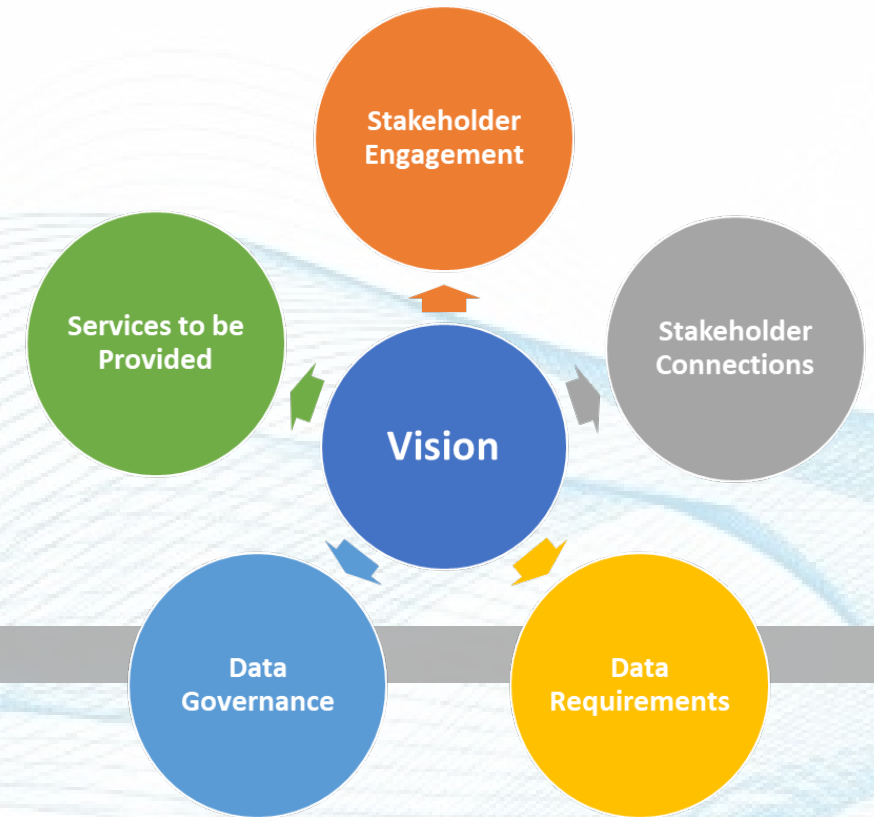 Stakeholder
Engagement
Services to be
Provided
Stakeholder
Connections
Vision
Data
Governance
Data
Requirements